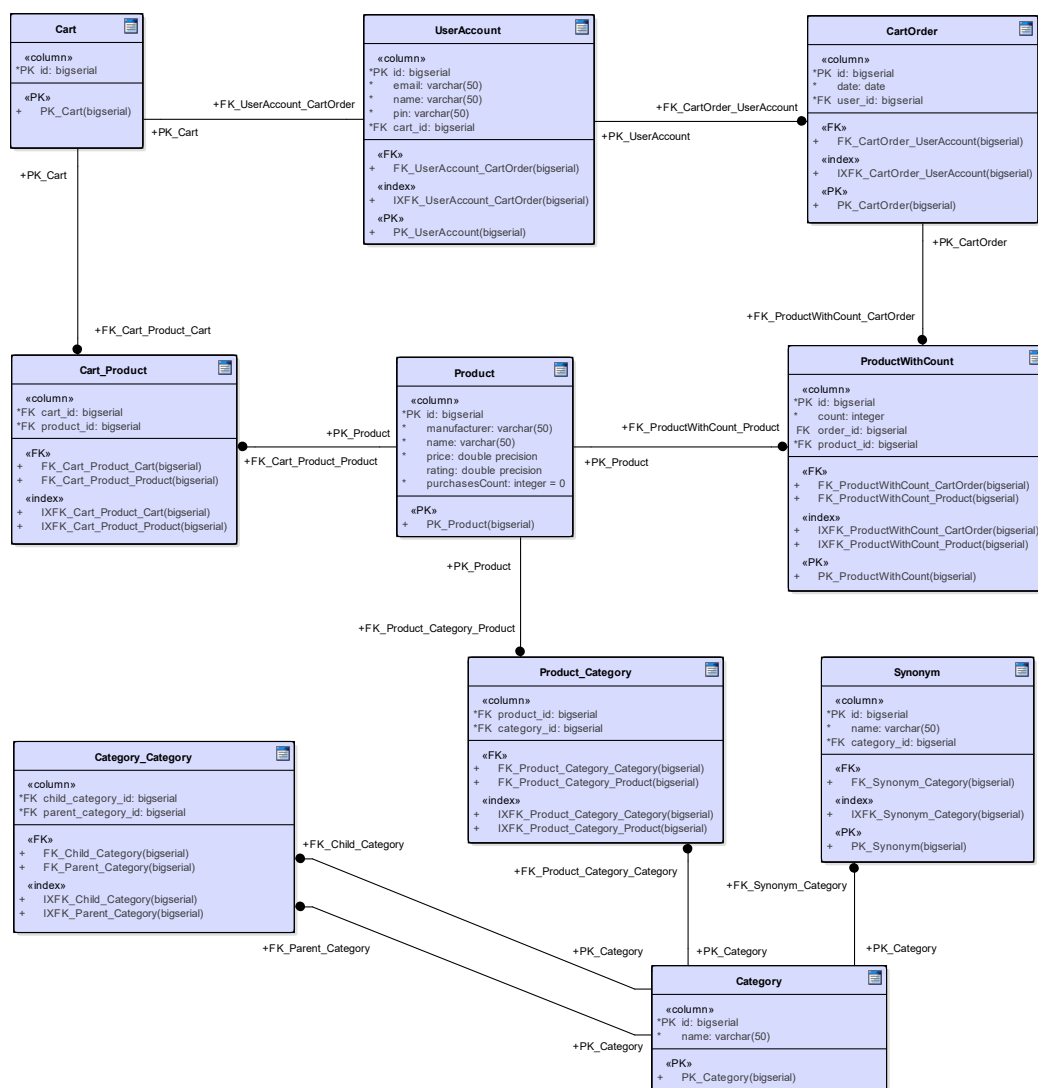 Cart
«column»
*PK id: bigserial
«PK»
+ PK_Cart(bigserial)
UserAccount
«column»
*PK id: bigserial
* email: varchar(50)
* name: varchar(50)
* pin: varchar(50)
*FK cart_id: bigserial
«FK»
+ FK_UserAccount_CartOrder(bigserial)
«index»
+ IXFK_UserAccount_CartOrder(bigserial)
«PK»
+ PK_UserAccount(bigserial)
CartOrder
«column»
*PK id: bigserial
* date: date
*FK user_id: bigserial
«FK»
+ FK_CartOrder_UserAccount(bigserial)
«index»
+ IXFK_CartOrder_UserAccount(bigserial)
«PK»
+ PK_CartOrder(bigserial)
+FK_UserAccount_CartOrder
+PK_Cart
+FK_CartOrder_UserAccount
+PK_UserAccount
+PK_Cart
+FK_Cart_Product_Cart
+PK_CartOrder
+FK_ProductWithCount_CartOrder
Cart_Product
«column»
*FK cart_id: bigserial
*FK product_id: bigserial
«FK»
+ FK_Cart_Product_Cart(bigserial)
+ FK_Cart_Product_Product(bigserial)
«index»
+ IXFK_Cart_Product_Cart(bigserial)
+ IXFK_Cart_Product_Product(bigserial)
+PK_Product
+FK_Cart_Product_Product
Product
«column»
*PK id: bigserial
* manufacturer: varchar(50)
* name: varchar(50)
* price: double precision
rating: double precision
* purchasesCount: integer = 0
«PK»
+ PK_Product(bigserial)
+FK_ProductWithCount_Product
+PK_Product
ProductWithCount
«column»
*PK id: bigserial
* count: integer
FK order_id: bigserial
*FK product_id: bigserial
«FK»
+ FK_ProductWithCount_CartOrder(bigserial)
+ FK_ProductWithCount_Product(bigserial)
«index»
+ IXFK_ProductWithCount_CartOrder(bigserial)
+ IXFK_ProductWithCount_Product(bigserial)
«PK»
+ PK_ProductWithCount(bigserial)
+PK_Product
+FK_Product_Category_Product
Product_Category
«column»
*FK product_id: bigserial
*FK category_id: bigserial
«FK»
+ FK_Product_Category_Category(bigserial)
+ FK_Product_Category_Product(bigserial)
«index»
+ IXFK_Product_Category_Category(bigserial)
+ IXFK_Product_Category_Product(bigserial)
Synonym
«column»
*PK id: bigserial
* name: varchar(50)
*FK category_id: bigserial
«FK»
+ FK_Synonym_Category(bigserial)
«index»
+ IXFK_Synonym_Category(bigserial)
«PK»
+ PK_Synonym(bigserial)
Category_Category
«column»
*FK child_category_id: bigserial
*FK parent_category_id: bigserial
«FK»
+ FK_Child_Category(bigserial)
+ FK_Parent_Category(bigserial)
«index»
+ IXFK_Child_Category(bigserial)
+ IXFK_Parent_Category(bigserial)
+FK_Child_Category
+FK_Product_Category_Category
+FK_Synonym_Category
+FK_Parent_Category
+PK_Category
+PK_Category
+PK_Category
+PK_Category
Category
«column»
*PK id: bigserial
* name: varchar(50)
«PK»
+ PK_Category(bigserial)